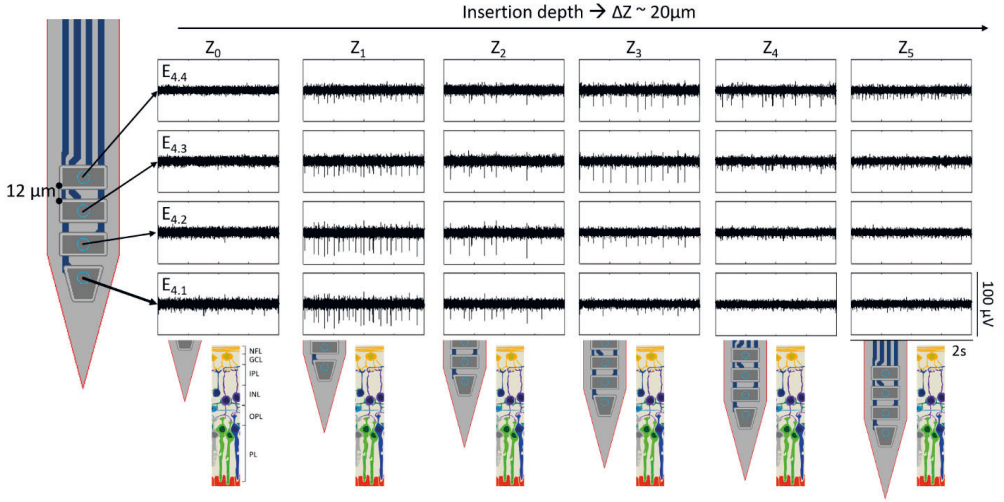 Insertion depth → ΔZ ~ 20µm
Z0 Z1 Z2 Z3 Z4 Z5
E4.4
E4.3
12 µm
E4.2
E4.1
100 µV
2s
NFL
GCL
IPL
INL
OPL
PL